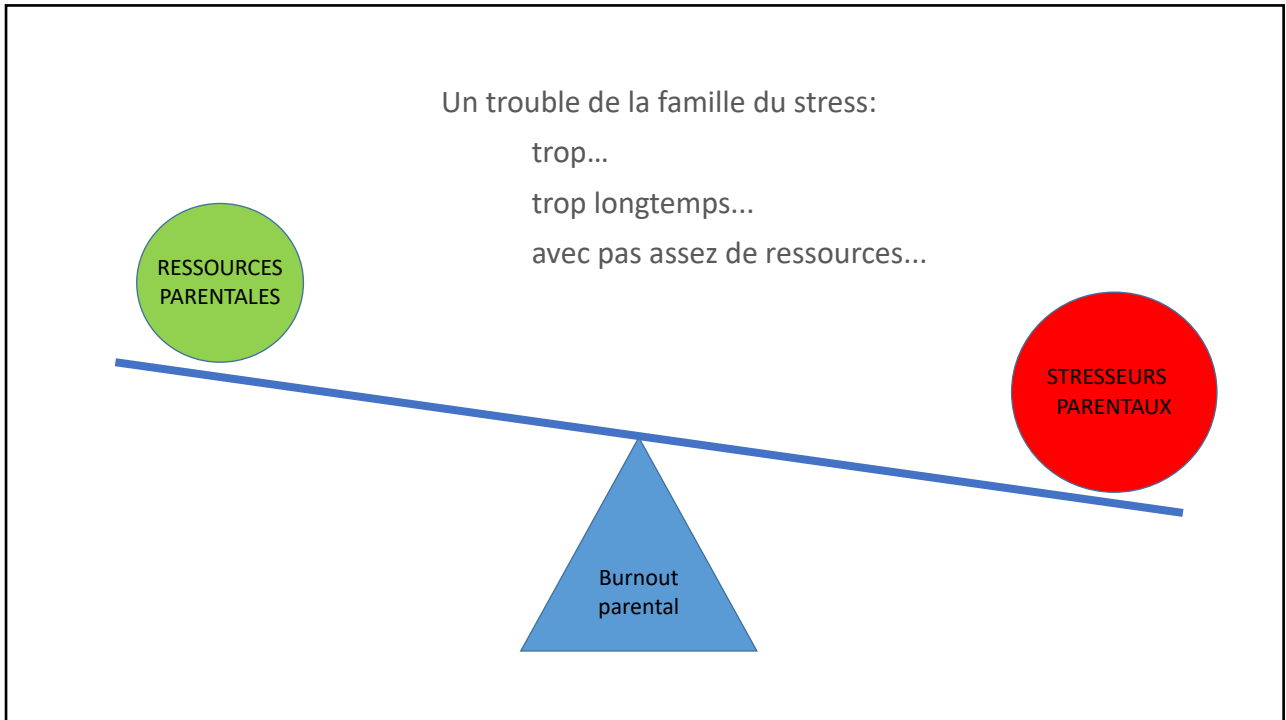 Un trouble de la famille du stress:
trop...
trop longtemps...
avec pas assez de ressources...
RESSOURCES
PARENTALES
STRESSEURS
PARENTAUX
Burnout
parental